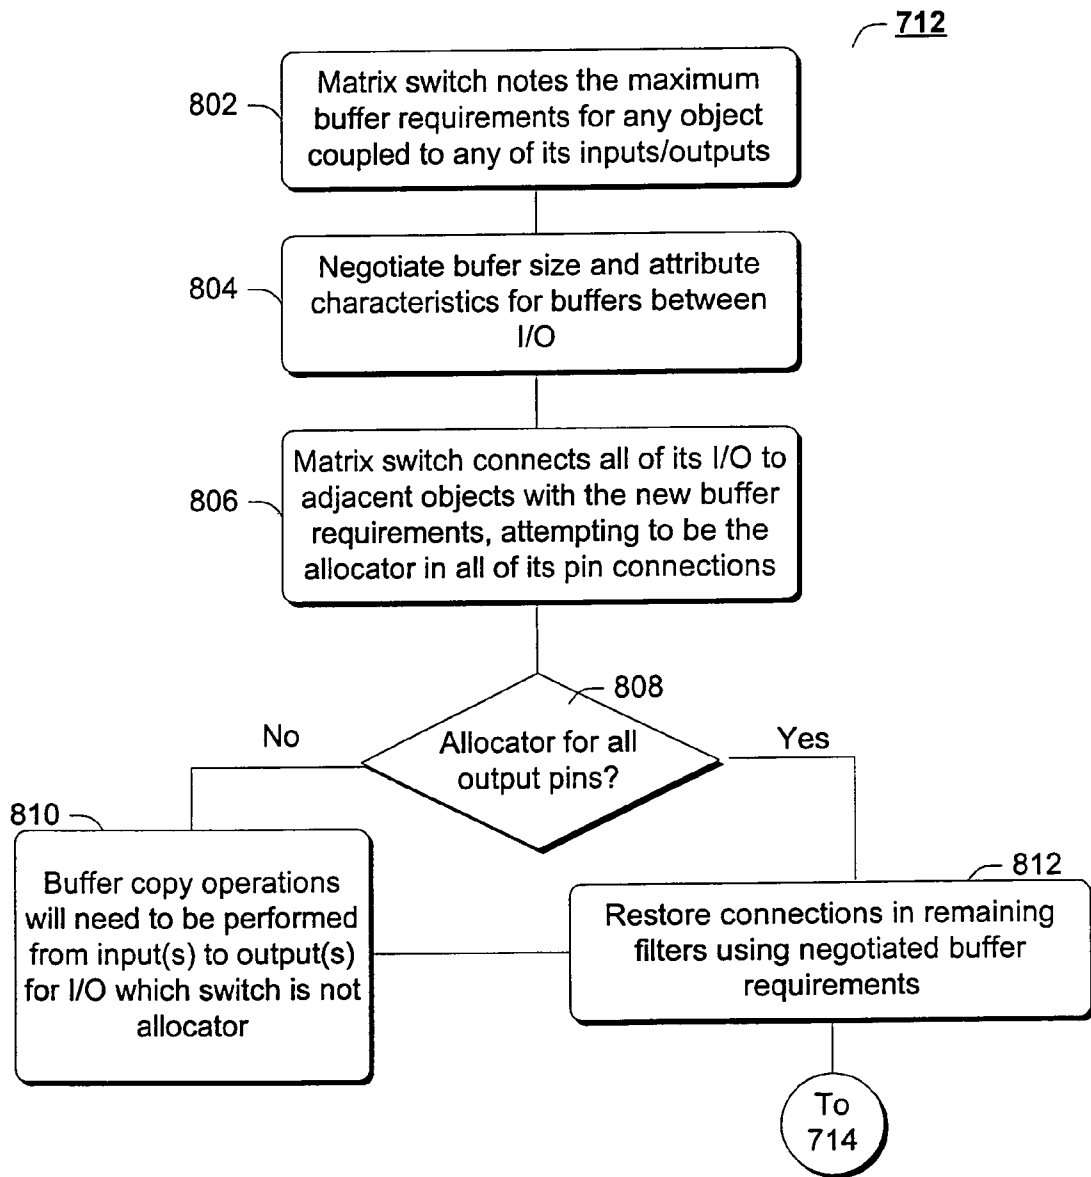 712
802
Matrix switch notes the maximum
buffer requirements for any object
coupled to any of its inputs/outputs
804
Negotiate bufer size and attribute
characteristics for buffers between
I/O
806
Matrix switch connects all of its I/O to
adjacent objects with the new buffer
requirements, attempting to be the
allocator in all of its pin connections
808
Allocator for all
output pins?
No
Yes
810
Buffer copy operations
will need to be performed
from input(s) to output(s)
for I/O which switch is not
allocator
812
Restore connections in remaining
filters using negotiated buffer
requirements
To
714